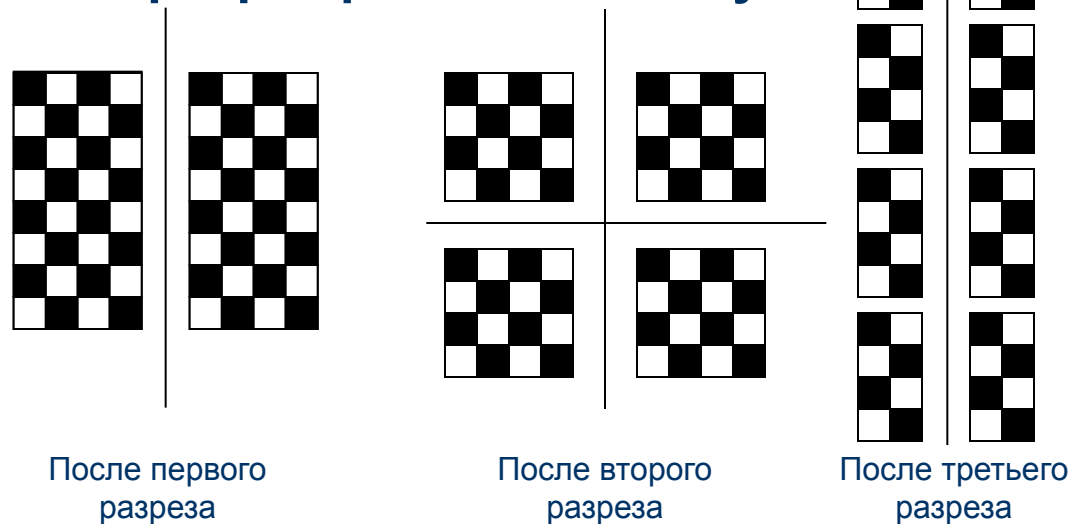 После первого
разреза
После второго
разреза
После третьего
разреза